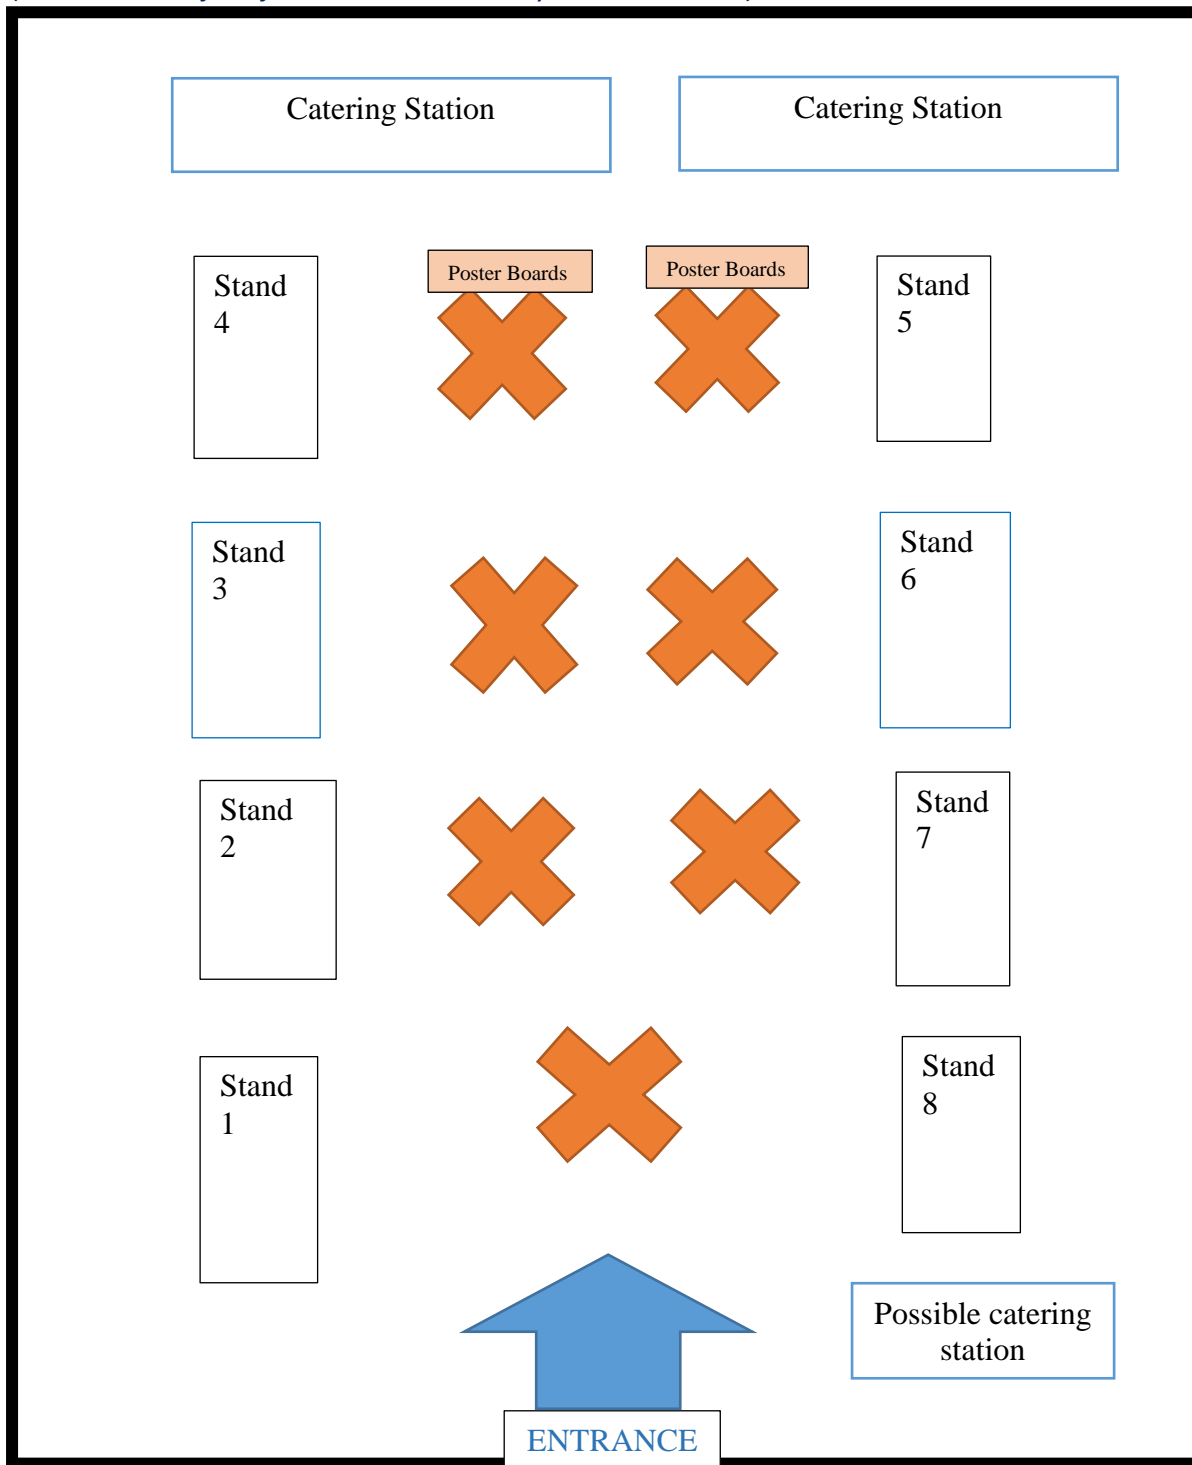 Catering Station
Catering Station
Poster Boards
Poster Boards
Stand
4
Stand
5
Stand
3
Stand
6
Stand
2
Stand
7
Stand
1
Stand
8
Possible catering
station
ENTRANCE